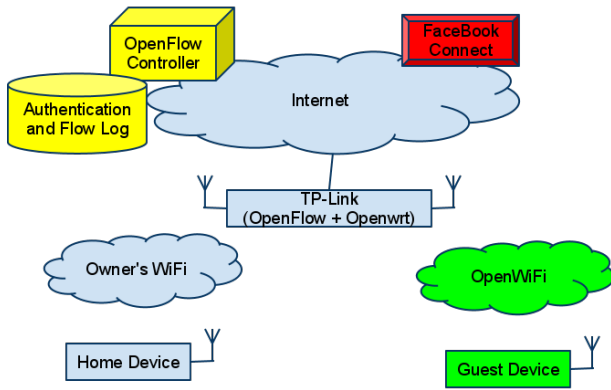 OpenFlow
Controller
FaceBook
Connect
Authentication
and Flow Log
Internet
TP-Link
(OpenFlow + Openwrt)
Owner's WiFi
OpenWiFi
Home Device
Guest Device